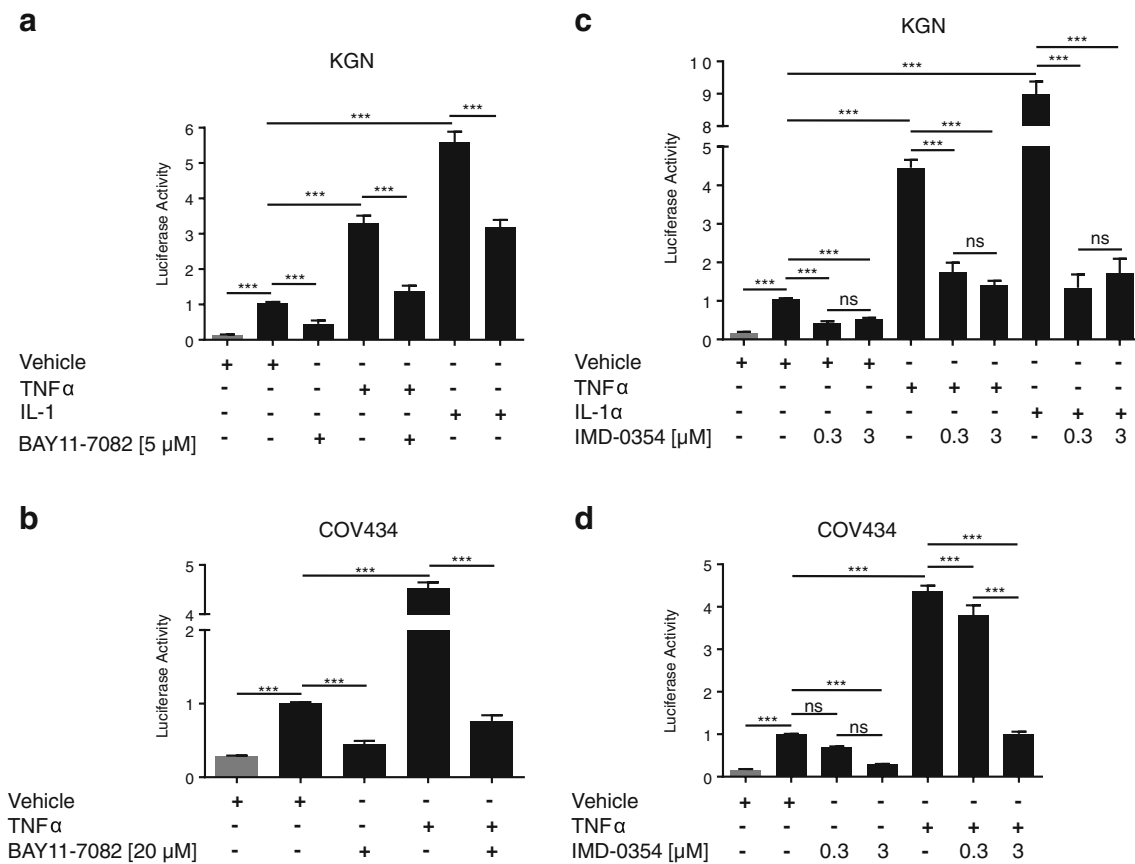 a
KGN
***
***
***
***
***
***
6
5
4
3
2
1
0
Luciferase Activity
Vehicle + + - - - - -
TNFα - - - + + - -
IL-1 - - - - - + +
BAY11-7082 [5 µM] - - + - + - +
c
KGN
***
***
***
***
***
***
***
***
***
ns
ns
ns
10
9
8
5
4
3
2
1
0
Luciferase Activity
Vehicle + + + + - - - - - -
TNFα - - - - + + + - - -
IL-1α - - - - - - - + + +
IMD-0354 [µM] - - 0.3 3 - 0.3 3 - 0.3 3
b
COV434
***
***
***
***
5
4
2
1
0
Luciferase Activity
Vehicle + + - - -
TNFα - - - + +
BAY11-7082 [20 µM] - - + - +
d
COV434
***
***
***
***
***
***
ns
ns
5
4
3
2
1
0
Luciferase Activity
Vehicle + + - - - - -
TNFα - - - - + + +
IMD-0354 [µM] - - 0.3 3 - 0.3 3